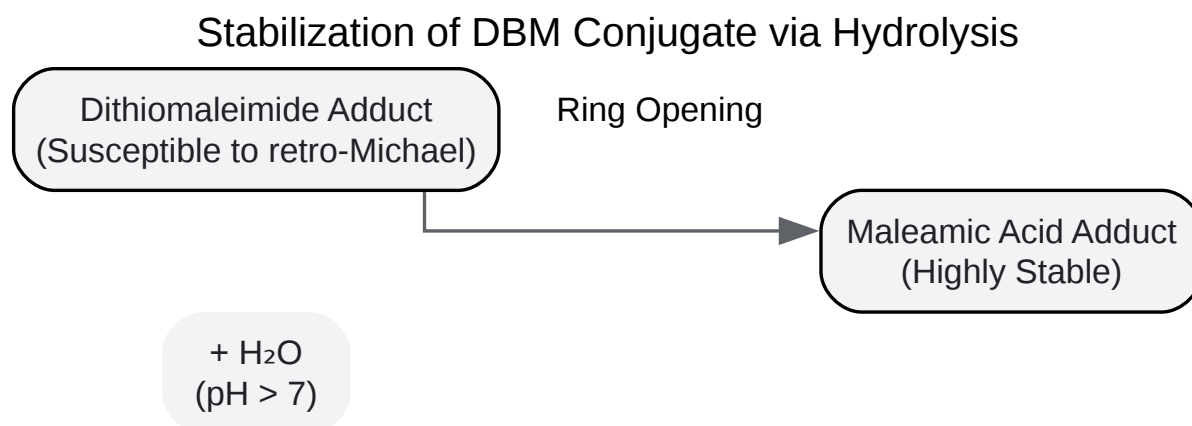 Stabilization of DBM Conjugate via Hydrolysis
Dithiomaleimide Adduct
(Susceptible to retro-Michael)
Ring Opening
Maleamic Acid Adduct
(Highly Stable)
+ H₂O
(pH > 7)